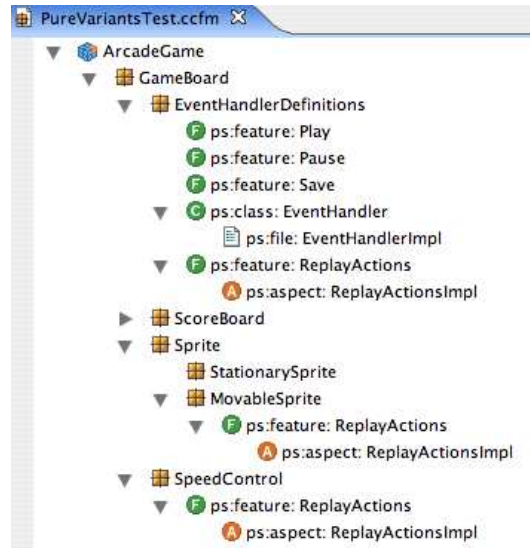 PureVariantsTest.ccfm
ArcadeGame
GameBoard
EventHandlerDefinitions
F ps:feature: Play
F ps:feature: Pause
F ps:feature: Save
C ps:class: EventHandler
ps:file: EventHandlerImpl
F ps:feature: ReplayActions
A ps:aspect: ReplayActionsImpl
ScoreBoard
Sprite
StationarySprite
MovableSprite
F ps:feature: ReplayActions
A ps:aspect: ReplayActionsImpl
SpeedControl
F ps:feature: ReplayActions
A ps:aspect: ReplayActionsImpl